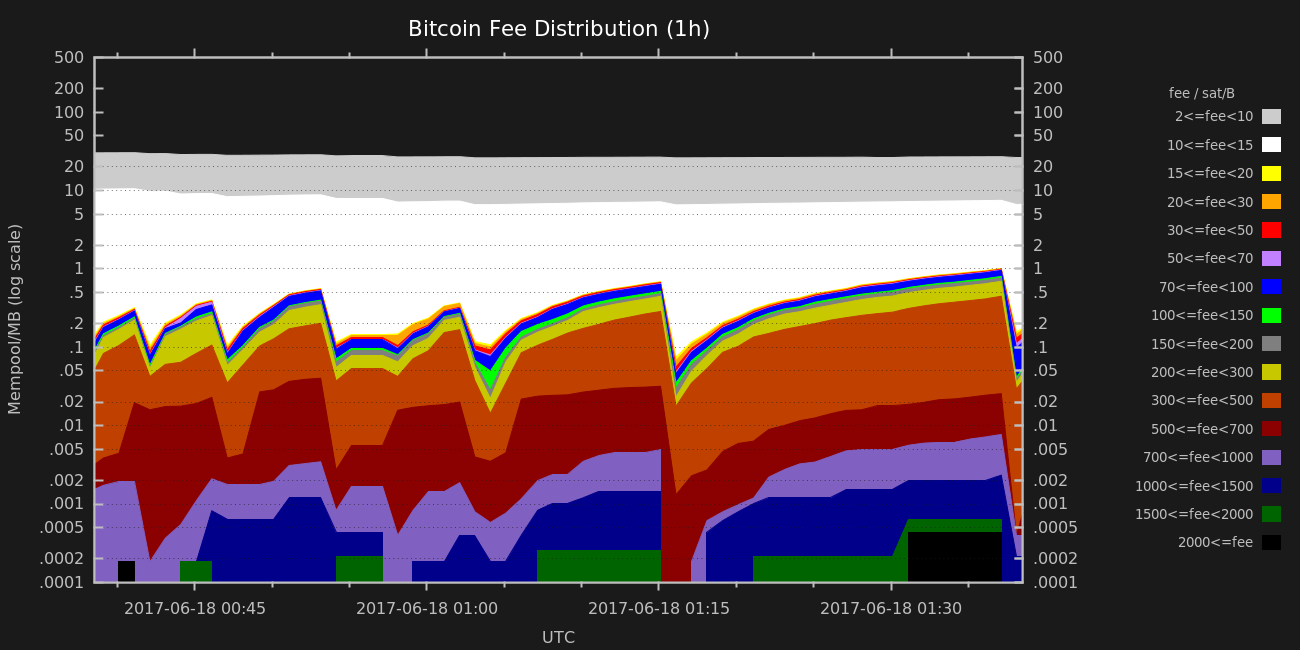 Bitcoin Fee Distribution (1h)
500
200
100
50
20
10
5
2
1
.5
.2
.1
.05
.02
.01
.005
.002
.001
.0005
.0002
.0001
Mempool/MB (log scale)
500
200
100
50
20
10
5
2
1
.5
.2
.1
.05
.02
.01
.005
.002
.001
.0005
.0002
.0001
2017-06-18 00:45
2017-06-18 01:00
2017-06-18 01:15
2017-06-18 01:30
UTC
fee / sat/B
2<=fee<10
10<=fee<15
15<=fee<20
20<=fee<30
30<=fee<50
50<=fee<70
70<=fee<100
100<=fee<150
150<=fee<200
200<=fee<300
300<=fee<500
500<=fee<700
700<=fee<1000
1000<=fee<1500
1500<=fee<2000
2000<=fee